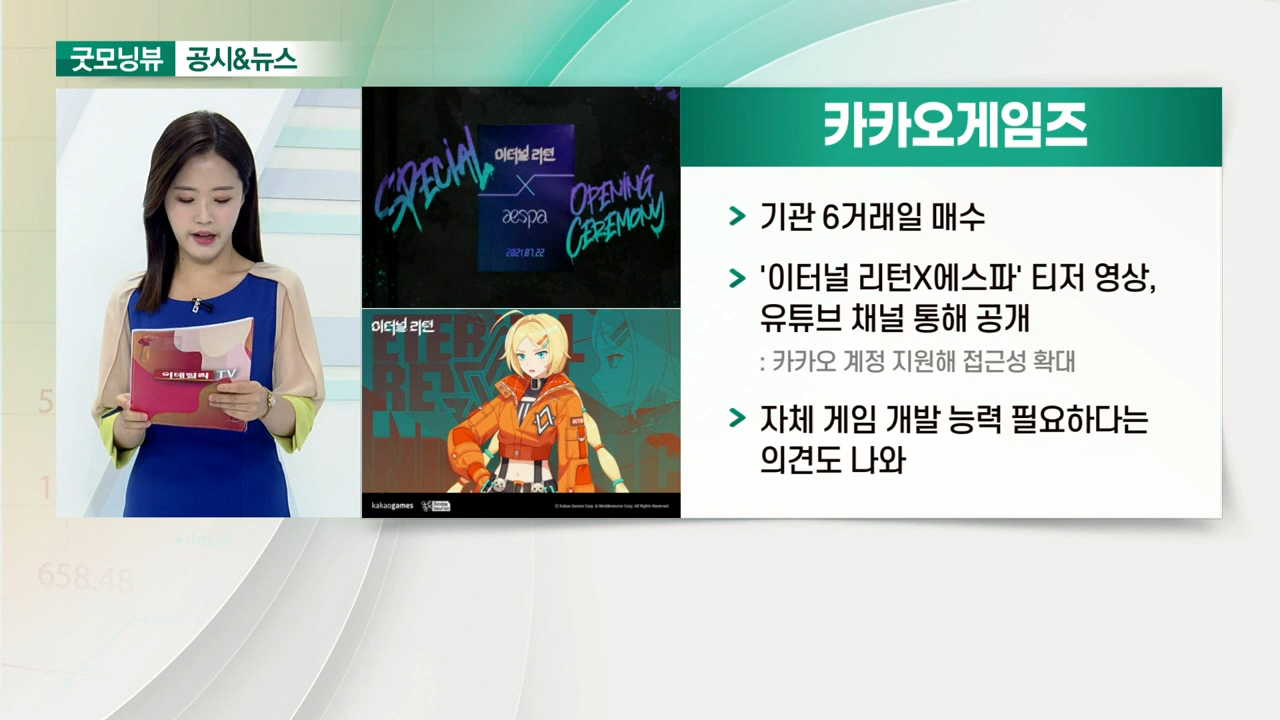 굿모닝뷰 공시&뉴스
카카오게임즈
SPECIAL
이터널 리턴
X
aespa
OPENING
CEREMONY
2021.07.22
기관 6거래일 매수
'이터널 리턴X에스파' 티저 영상,
유튜브 채널 통해 공개
: 카카오 계정 지원해 접근성 확대
자체 게임 개발 능력 필요하다는
의견도 나와
이터널 리턴
kakaogames
이데일리 TV
658.48